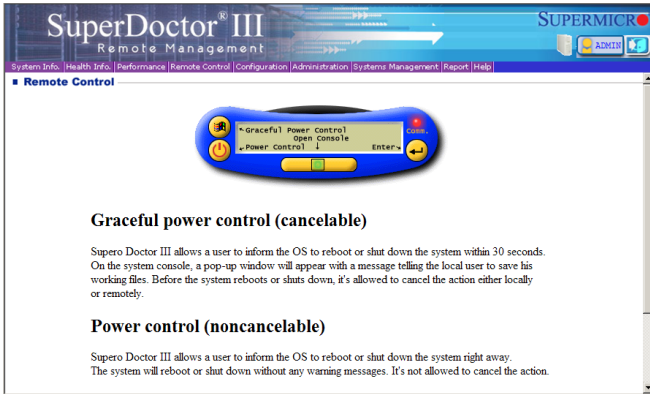 SuperDoctor® III
Remote Management
SUPERMICR
ADMIN
System Info. Health Info. Performance Remote Control Configuration Administration Systems Management Report Help
Remote Control
Graceful Power Control
Open Console
Power Control ↓ Enter
Comm.
Graceful power control (cancelable)
Supero Doctor III allows a user to inform the OS to reboot or shut down the system within 30 seconds.
On the system console, a pop-up window will appear with a message telling the local user to save his
working files. Before the system reboots or shuts down, it's allowed to cancel the action either locally
or remotely.
Power control (noncancelable)
Supero Doctor III allows a user to inform the OS to reboot or shut down the system right away.
The system will reboot or shut down without any warning messages. It's not allowed to cancel the action.